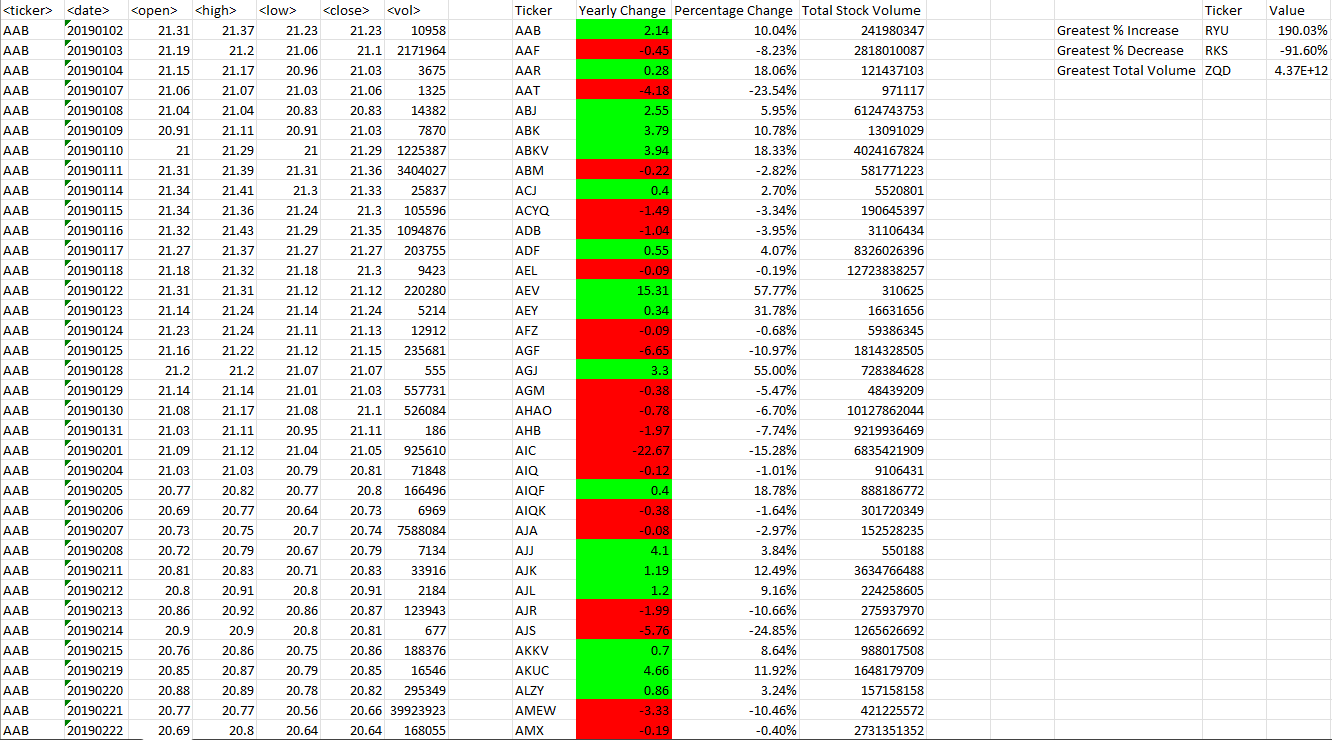 <ticker> <date> <open> <high> <low> <close> <vol> Ticker Yearly Change Percentage Change Total Stock Volume Ticker Value
AAB 20190102 21.31 21.37 21.23 21.23 10958 AAB 2.14 10.04% 241980347 Greatest % Increase RYU 190.03%
AAB 20190103 21.19 21.2 21.06 21.1 2171964 AAF -0.45 -8.23% 2818010087 Greatest % Decrease RKS -91.60%
AAB 20190104 21.15 21.17 20.96 21.03 3675 AAR 0.28 18.06% 121437103 Greatest Total Volume ZQD 4.37E+12
AAB 20190107 21.06 21.07 21.03 21.06 1325 AAT -4.18 -23.54% 971117
AAB 20190108 21.04 21.04 20.83 20.83 14382 ABJ 2.55 5.95% 6124743753
AAB 20190109 20.91 21.11 20.91 21.03 7870 ABK 3.79 10.78% 13091029
AAB 20190110 21 21.29 21 21.29 1225387 ABKV 3.94 18.33% 4024167824
AAB 20190111 21.31 21.39 21.31 21.36 3404027 ABM -0.22 -2.82% 581771223
AAB 20190114 21.34 21.41 21.3 21.33 25837 ACJ 0.4 2.70% 5520801
AAB 20190115 21.34 21.36 21.24 21.3 105596 ACYQ -1.49 -3.34% 190645397
AAB 20190116 21.32 21.43 21.29 21.35 1094876 ADB -1.04 -3.95% 31106434
AAB 20190117 21.27 21.37 21.27 21.27 203755 ADF 0.55 4.07% 8326026396
AAB 20190118 21.18 21.32 21.18 21.3 9423 AEL -0.09 -0.19% 12723838257
AAB 20190122 21.31 21.31 21.12 21.12 220280 AEV 15.31 57.77% 310625
AAB 20190123 21.14 21.24 21.14 21.24 5214 AEY 0.34 31.78% 16631656
AAB 20190124 21.23 21.24 21.11 21.13 12912 AFZ -0.09 -0.68% 59386345
AAB 20190125 21.16 21.22 21.12 21.15 235681 AGF -6.65 -10.97% 1814328505
AAB 20190128 21.2 21.2 21.07 21.07 555 AGJ 3.3 55.00% 728384628
AAB 20190129 21.14 21.14 21.01 21.03 557731 AGM -0.38 -5.47% 48439209
AAB 20190130 21.08 21.17 21.08 21.1 526084 AHAO -0.78 -6.70% 10127862044
AAB 20190131 21.03 21.11 20.95 21.11 186 AHB -1.97 -7.74% 9219936469
AAB 20190201 21.09 21.12 21.04 21.05 925610 AIC -22.67 -15.28% 6835421909
AAB 20190204 21.03 21.03 20.79 20.81 71848 AIQ -0.12 -1.01% 9106431
AAB 20190205 20.77 20.82 20.77 20.8 166496 AIQF 0.4 18.78% 888186772
AAB 20190206 20.69 20.77 20.64 20.73 6969 AIQK -0.38 -1.64% 301720349
AAB 20190207 20.73 20.75 20.7 20.74 7588084 AJA -0.08 -2.97% 152528235
AAB 20190208 20.72 20.79 20.67 20.79 7134 AJJ 4.1 3.84% 550188
AAB 20190211 20.81 20.83 20.71 20.83 33916 AJK 1.19 12.49% 3634766488
AAB 20190212 20.8 20.91 20.8 20.91 2184 AJL 1.2 9.16% 224258605
AAB 20190213 20.86 20.92 20.86 20.87 123943 AJR -1.99 -10.66% 275937970
AAB 20190214 20.9 20.9 20.8 20.81 677 AJS -5.76 -24.85% 1265626692
AAB 20190215 20.76 20.86 20.75 20.86 188376 AKKV 0.7 8.64% 988017508
AAB 20190219 20.85 20.87 20.79 20.85 16546 AKUC 4.66 11.92% 1648179709
AAB 20190220 20.88 20.89 20.78 20.82 295349 ALZY 0.86 3.24% 157158158
AAB 20190221 20.77 20.77 20.56 20.66 39923923 AMEW -3.33 -10.46% 421225572
AAB 20190222 20.69 20.8 20.64 20.64 168055 AMX -0.19 -0.40% 2731351352